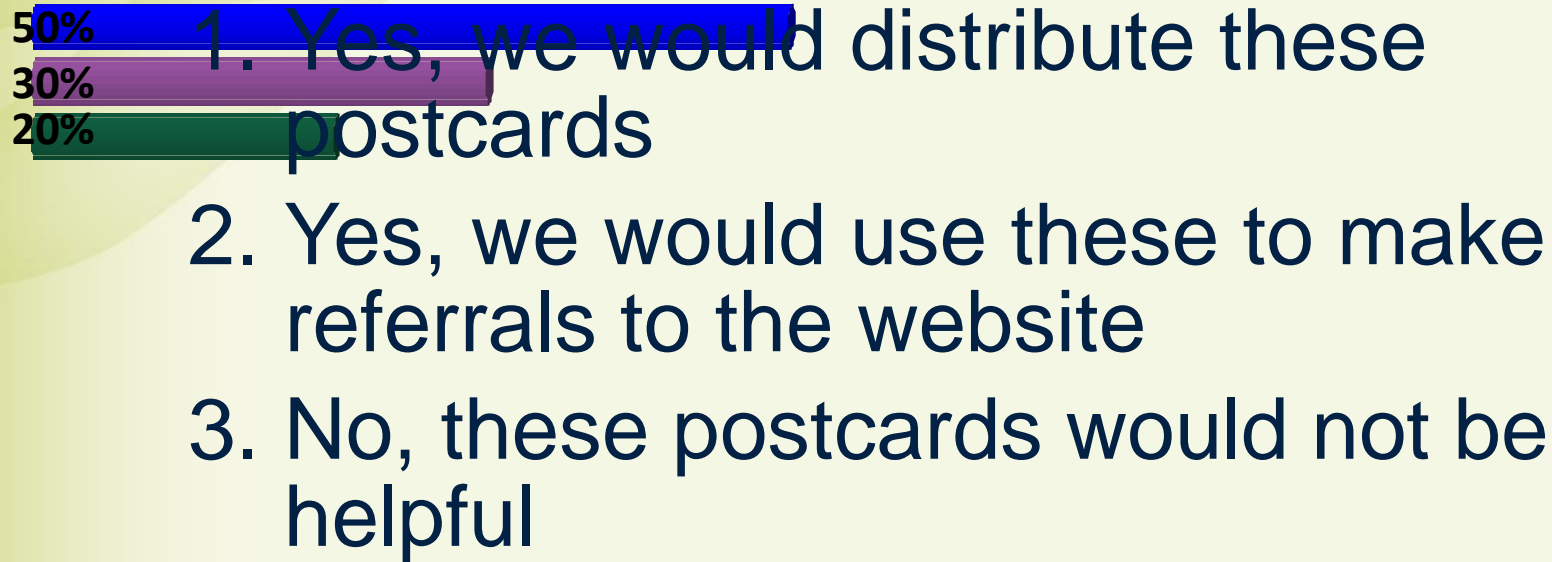 50%
30%
20%
1. Yes, we would distribute these
postcards
2. Yes, we would use these to make
referrals to the website
3. No, these postcards would not be
helpful